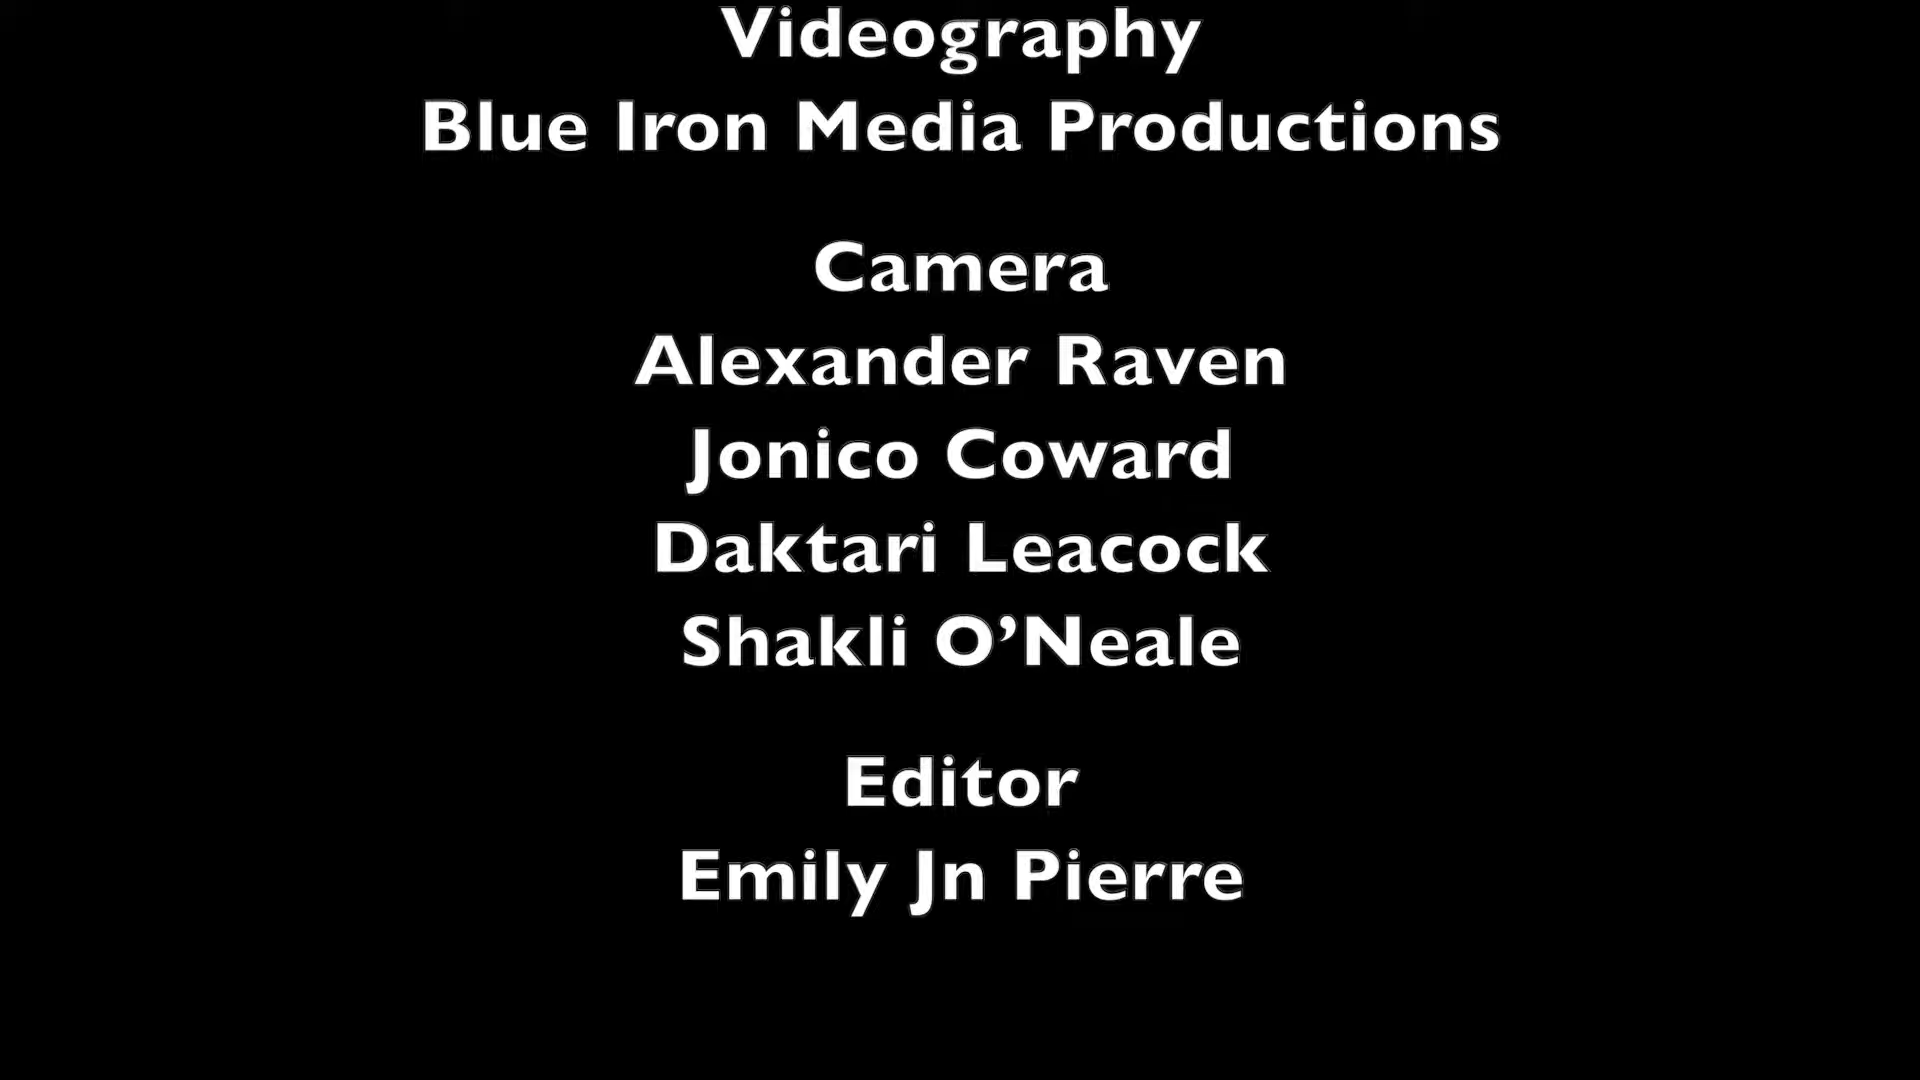 Videography
Blue Iron Media Productions
Camera
Alexander Raven
Jonico Coward
Daktari Leacock
Shakli O’Neale
Editor
Emily Jn Pierre